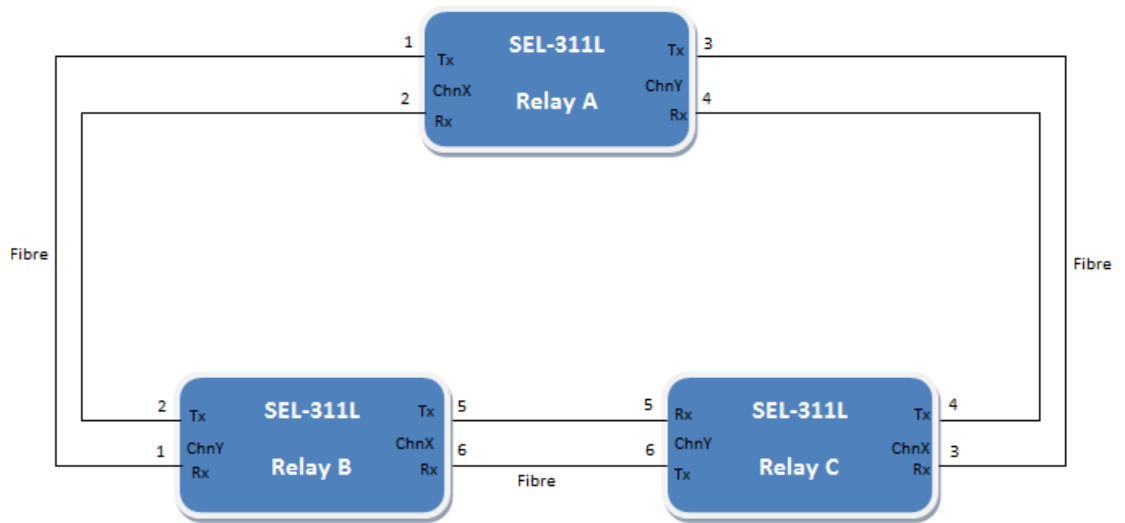 1
SEL-311L
Tx
3
Tx
ChnX
ChnY
2
Relay A
4
Rx
Rx
Fibre
Fibre
2
Tx
SEL-311L
Tx
5
5
Rx
SEL-311L
Tx
4
1
ChnY
ChnX
6
6
ChnY
ChnX
3
Rx
Relay B
Rx
Fibre
Tx
Relay C
Rx